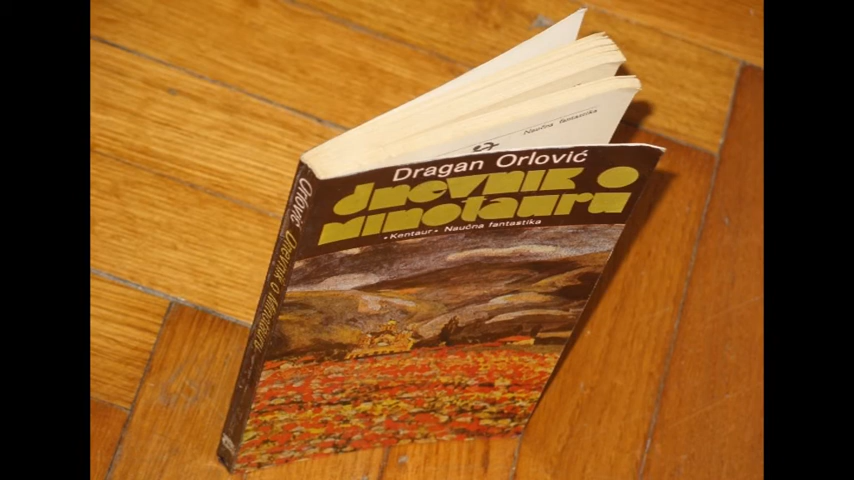 Naučna fantastika
Dragan Orlović
dnevnik o
minotauru
• Kentaur • Naučna fantastika
Orlović Dnevnik o Minotauru